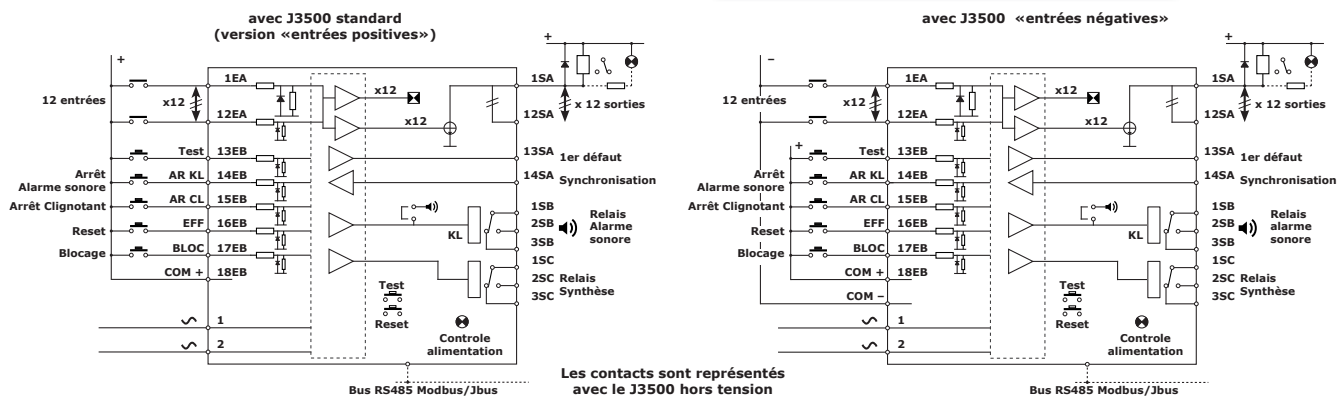 avec J3500 standard
(version «entrées positives»)
+
+
1EA
1SA
12 entrées
x12
x12
x 12 sorties
12EA
x12
12SA
Test
13EB
13SA
1er défaut
Arrêt
Alarme sonore
AR KL
14EB
14SA
Synchronisation
Arrêt Clignotant
AR CL
15EB
1SB
Reset
EFF
16EB
2SB
Relais
alarme
sonore
KL
3SB
Blocage
BLOC
17EB
1SC
COM +
18EB
2SC
Relais
Synthèse
3SC
Test
Reset
1
2
Controle
alimentation
Bus RS485 Modbus/Jbus
avec J3500 «entrées négatives»
–
+
1EA
1SA
12 entrées
x12
x12
x 12 sorties
12EA
x12
12SA
+
Test
13EB
13SA
1er défaut
Arrêt
Alarme sonore
AR KL
14EB
14SA
Synchronisation
Arrêt Clignotant
AR CL
15EB
1SB
Reset
EFF
16EB
2SB
Relais
alarme
sonore
KL
3SB
Blocage
BLOC
17EB
1SC
COM +
18EB
2SC
Relais
Synthèse
3SC
COM –
Test
Reset
1
2
Controle
alimentation
Bus RS485 Modbus/Jbus
Les contacts sont représentés
avec le J3500 hors tension